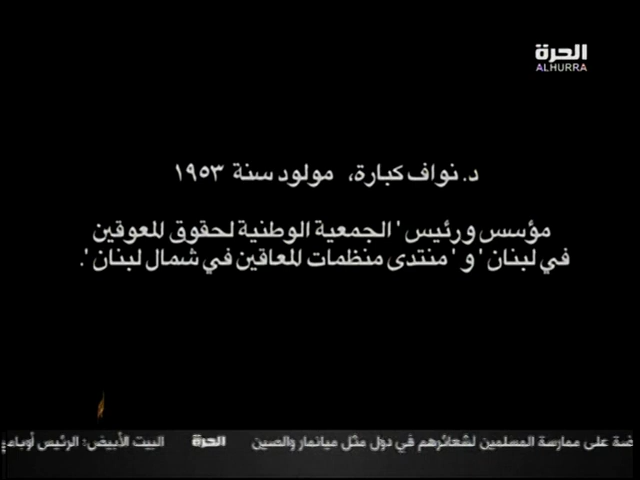 الحرة
ALHURRA
د. نواف كبارة، مولود سنة ١٩٥٣
مؤسس ورئيس ' الجمعية الوطنية لحقوق المعوقين
في لبنان ' و ' منتدى منظمات المعاقين في شمال لبنان '.
على ممارسة المسلمين لشعائرهم في دول مثل ميانمار والصين الحرة البيت الأبيض: الرئيس